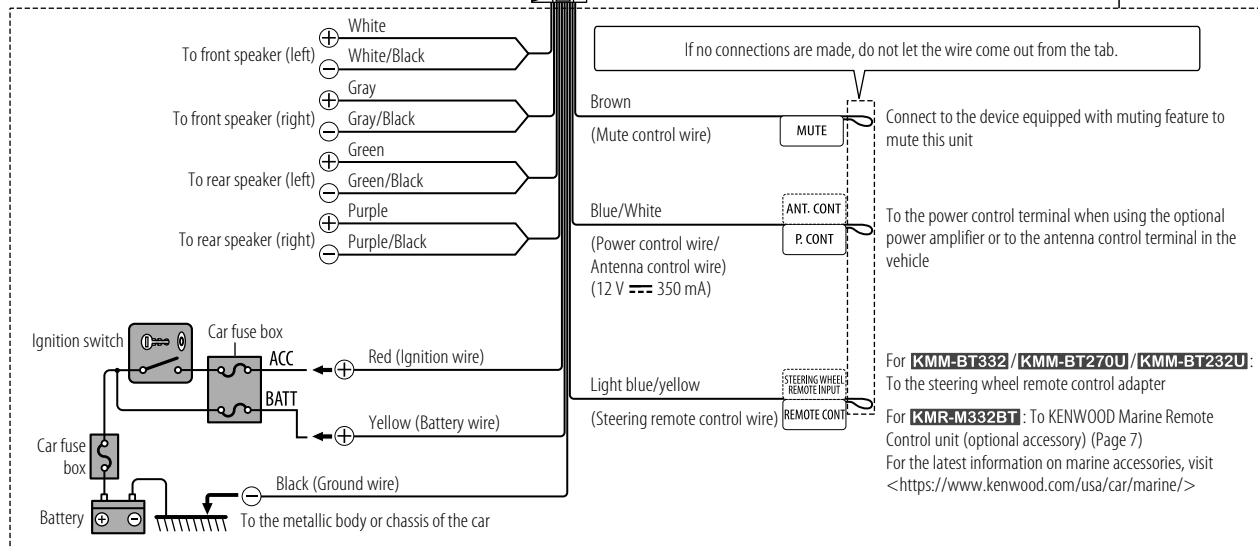 White
To front speaker (left)
White/Black
Gray
To front speaker (right)
Gray/Black
Green
To rear speaker (left)
Green/Black
Purple
To rear speaker (right)
Purple/Black
If no connections are made, do not let the wire come out from the tab.
Brown
(Mute control wire)
MUTE
Connect to the device equipped with muting feature to
mute this unit
Blue/White
(Power control wire/
Antenna control wire)
(12 V ⎓ 350 mA)
ANT. CONT
P. CONT
To the power control terminal when using the optional
power amplifier or to the antenna control terminal in the
vehicle
Light blue/yellow
(Steering remote control wire)
STEERING WHEEL
REMOTE INPUT
REMOTE CONT
For KMM-BT332 / KMM-BT270U / KMM-BT232U :
To the steering wheel remote control adapter
For KMR-M332BT : To KENWOOD Marine Remote
Control unit (optional accessory) (Page 7)
For the latest information on marine accessories, visit
<https://www.kenwood.com/usa/car/marine/>
Ignition switch
Car fuse box
ACC
Red (Ignition wire)
BATT
Yellow (Battery wire)
Car fuse
box
Black (Ground wire)
Battery
To the metallic body or chassis of the car